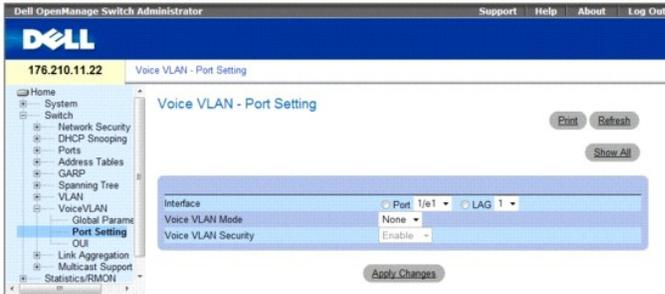 Dell OpenManage Switch Administrator
Support Help About Log Out
DELL
176.210.11.22
Voice VLAN - Port Setting
Home
System
Switch
Network Security
DHCP Snooping
Ports
Address Tables
GARP
Spanning Tree
VLAN
VoiceVLAN
Global Parame
Port Setting
OUI
Link Aggregation
Multicast Support
Statistics/RMON
Voice VLAN - Port Setting
Print Refresh
Show All
Interface Port 1/e1 LAG 1
Voice VLAN Mode None
Voice VLAN Security Enable
Apply Changes